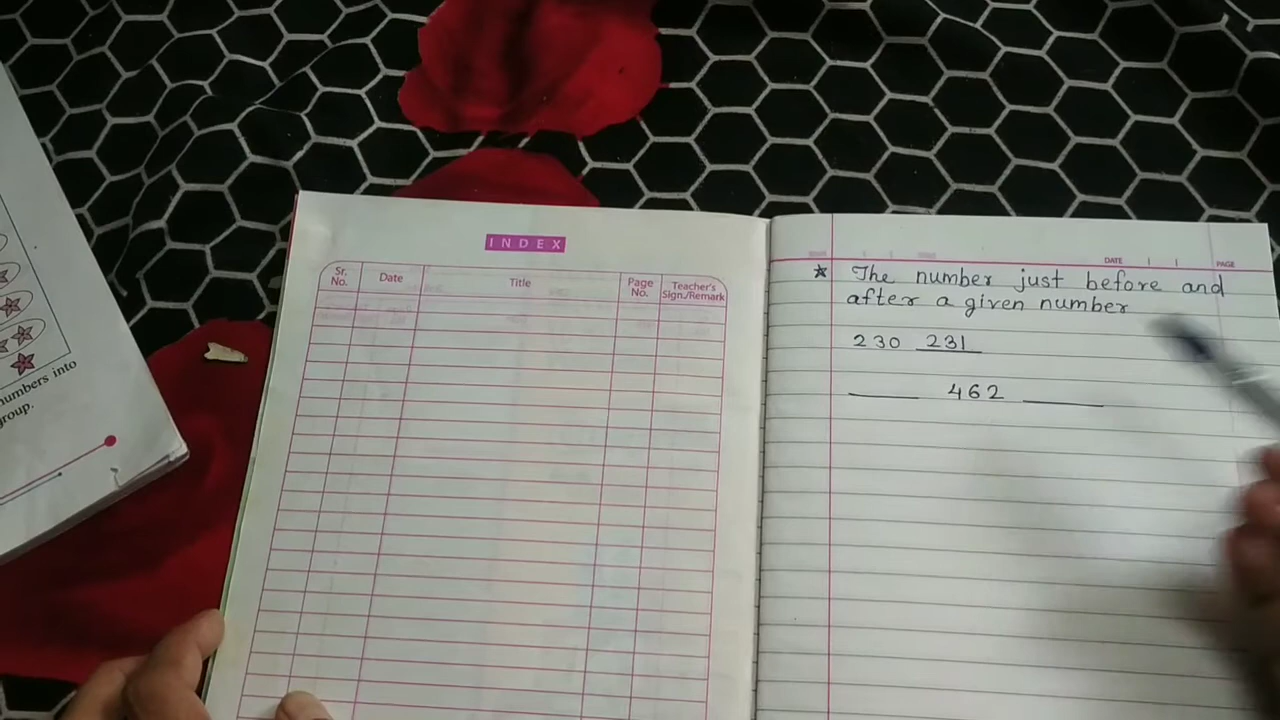 umbers into
group.
INDEX
Sr. No.
Date
Title
Page No.
Teacher's Sign./Remark
DATE
PAGE
* The number just before and
after a given number
230 231
462